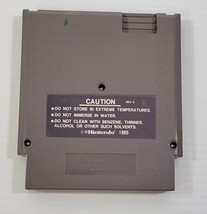 CAUTION
● DO NOT STORE IN EXTREME TEMPERATURES.
● DO NOT IMMERSE IN WATER.
● DO NOT CLEAN WITH BENZENE, THINNER,
ALCOHOL OR OTHER SUCH SOLVENTS.
©® Nintendo 1985